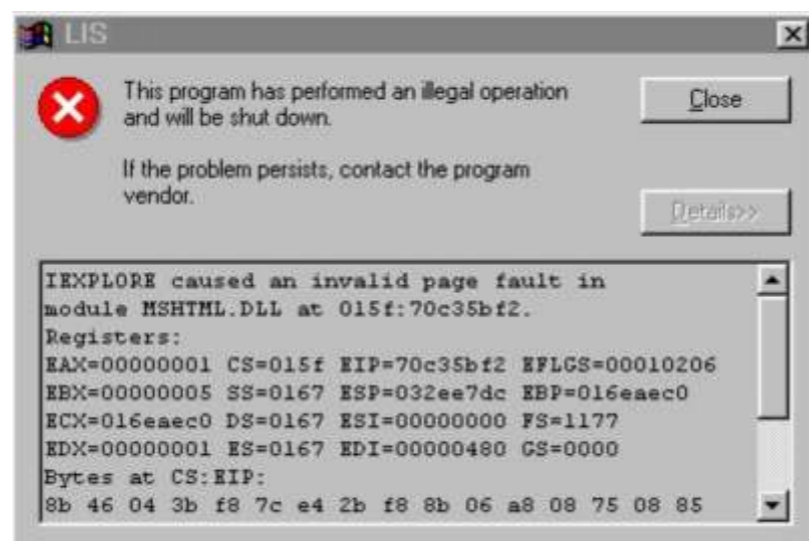 LIS
This program has performed an illegal operation
and will be shut down.
Close
If the problem persists, contact the program
vendor.
Details>>
IEXPLORE caused an invalid page fault in
module MSHTML.DLL at 015f:70c35bf2.
Registers:
EAX=00000001 CS=015f EIP=70c35bf2 EFLGS=00010206
EBX=00000005 SS=0167 ESP=032ee7dc EBP=016eaec0
ECX=016eaec0 DS=0167 ESI=00000000 FS=1177
EDX=00000001 ES=0167 EDI=00000480 GS=0000
Bytes at CS:EIP:
8b 46 04 3b f8 7c e4 2b f8 8b 06 a8 08 75 08 85